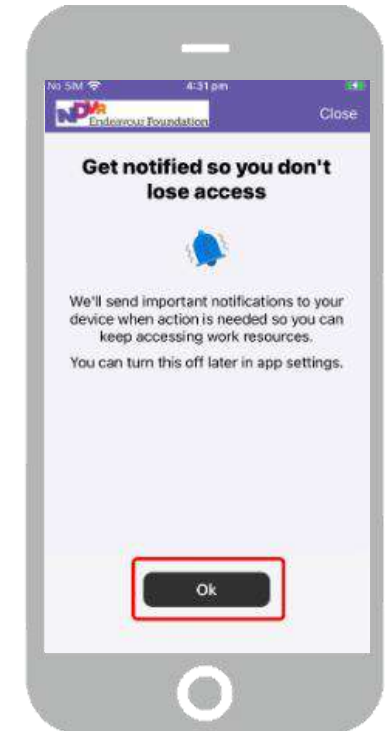 No SIM 4:31 pm
NDVR
Endeavour Foundation
Close
Get notified so you don't
lose access
We'll send important notifications to your
device when action is needed so you can
keep accessing work resources.
You can turn this off later in app settings.
Ok